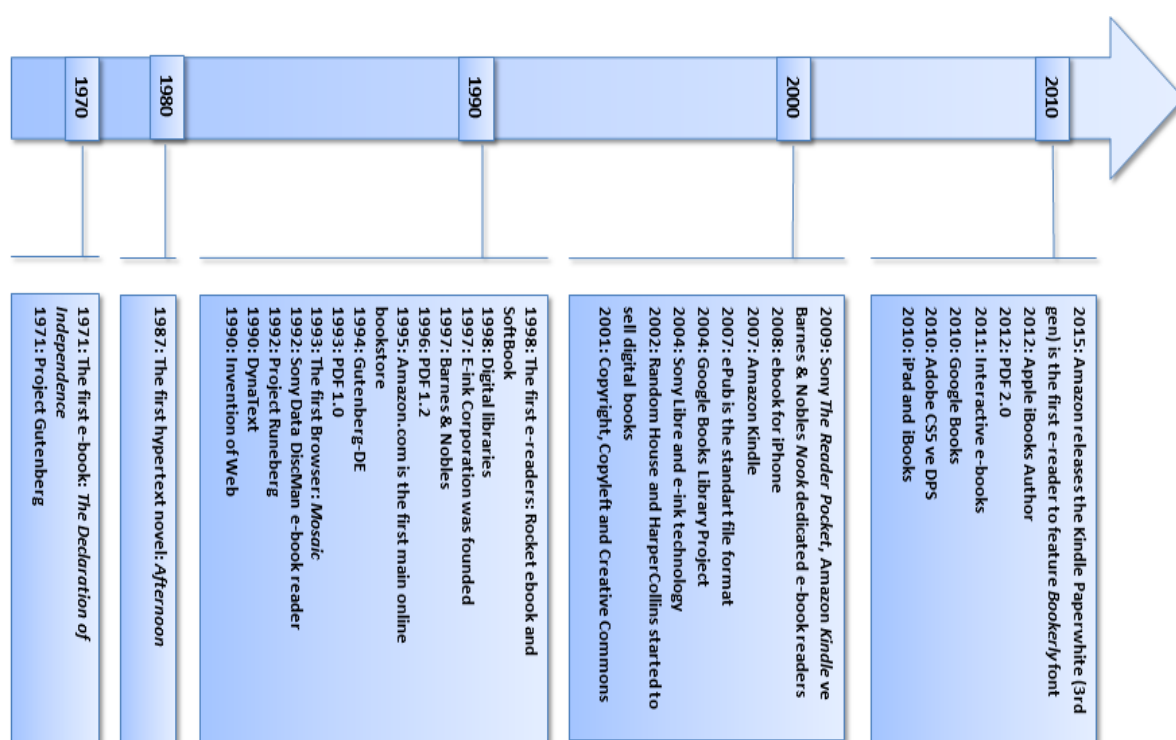 2010
2015: Amazon releases the Kindle Paperwhite (3rd
gen) is the first e-reader to feature Bookerly font
2012: Apple iBooks Author
2012: PDF 2.0
2011: Interactive e-books
2010: Google Books
2010: Adobe CS5 ve DPS
2010: iPad and iBooks
2000
2009: Sony The Reader Pocket, Amazon Kindle ve
Barnes & Nobles Nook dedicated e-book readers
2008: ebook for iPhone
2007: Amazon Kindle
2007: ePub is the standart file format
2004: Google Books Library Project
2004: Sony Libre and e-ink technology
2002: Random House and HarperCollins started to
sell digital books
2001: Copyright, Copyleft and Creative Commons
1990
1998: The first e-readers: Rocket ebook and
SoftBook
1998: Digital libraries
1997: E-ink Corporation was founded
1997: Barnes & Nobles
1996: PDF 1.2
1995: Amazon.com is the first main online
bookstore
1994: Gutenberg-DE
1993: PDF 1.0
1993: The first Browser: Mosaic
1992: Sony Data DiscMan e-book reader
1992: Project Runeberg
1990: DynaText
1990: Invention of Web
1980
1987: The first hypertext novel: Afternoon
1970
1971: The first e-book: The Dedaration of
Independence
1971: Project Gutenberg